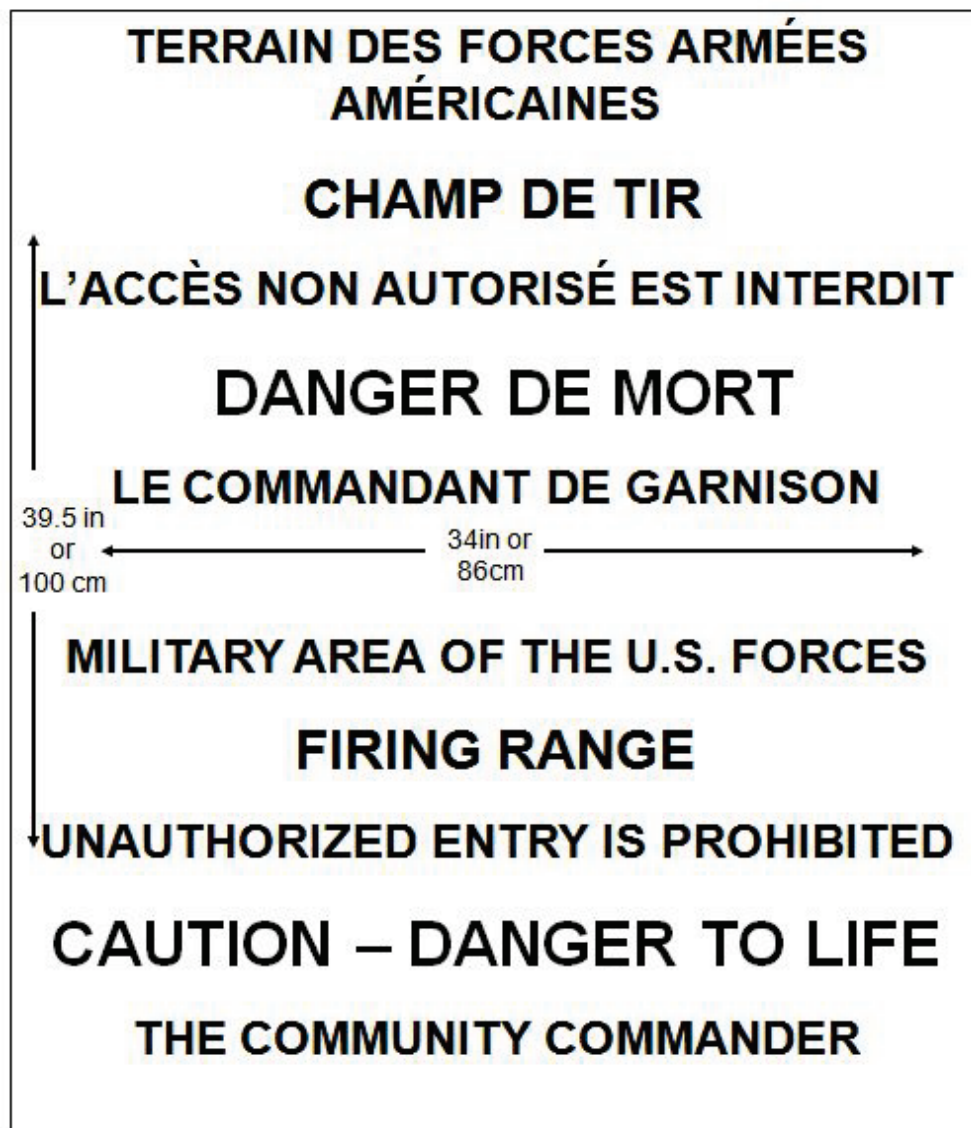 TERRAIN DES FORCES ARMÉES
AMÉRICAINES
CHAMP DE TIR
L’ACCÈS NON AUTORISÉ EST INTERDIT
DANGER DE MORT
LE COMMANDANT DE GARNISON
39.5 in
or
100 cm
34in or
86cm
MILITARY AREA OF THE U.S. FORCES
FIRING RANGE
UNAUTHORIZED ENTRY IS PROHIBITED
CAUTION – DANGER TO LIFE
THE COMMUNITY COMMANDER